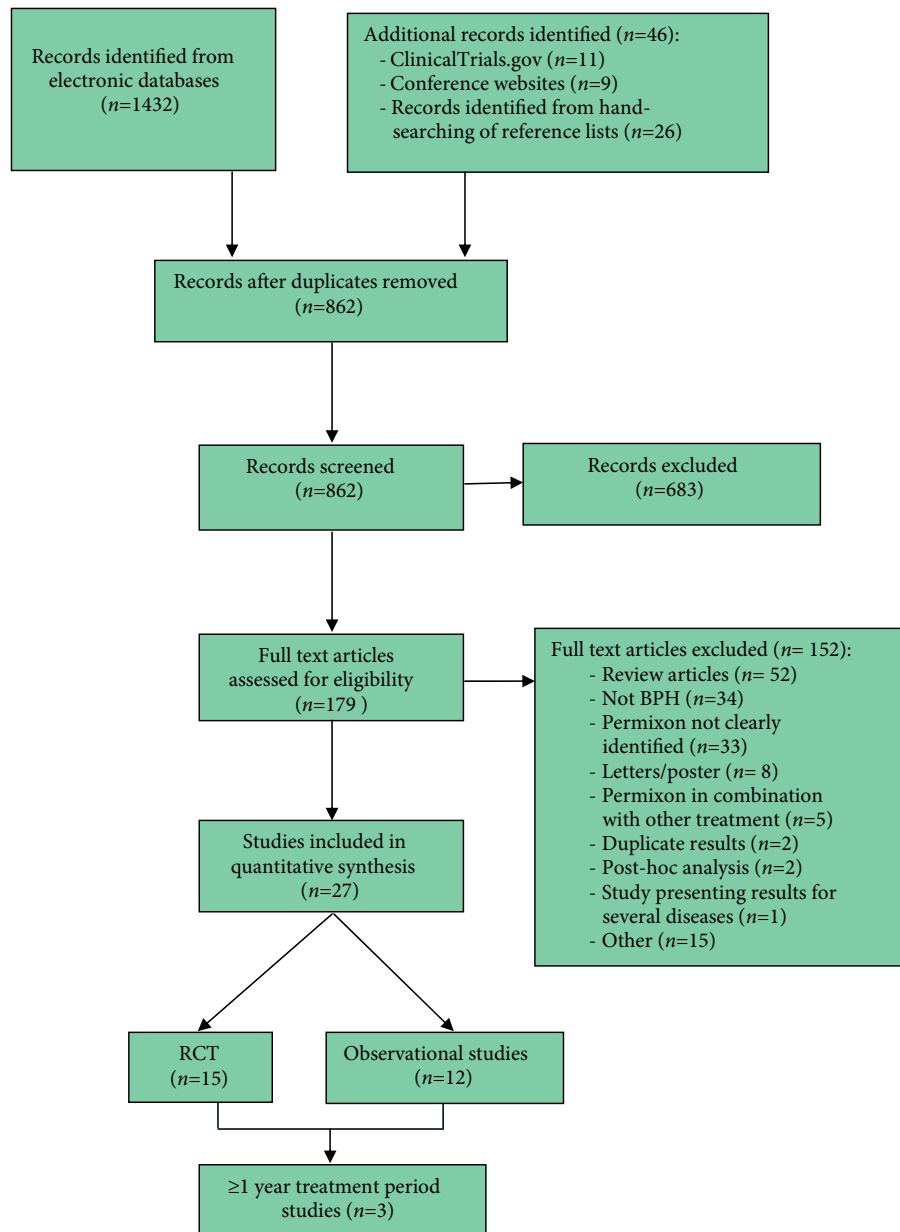 Records identified from
electronic databases
(n=1432)
Additional records identified (n=46):
- ClinicalTrials.gov (n=11)
- Conference websites (n=9)
- Records identified from hand-
searching of reference lists (n=26)
Records after duplicates removed
(n=862)
Records screened
(n=862)
Records excluded
(n=683)
Full text articles
assessed for eligibility
(n=179 )
Full text articles excluded (n= 152):
- Review articles (n= 52)
- Not BPH (n=34)
- Permixon not clearly
identified (n=33)
- Letters/poster (n= 8)
- Permixon in combination
with other treatment (n=5)
- Duplicate results (n=2)
- Post-hoc analysis (n=2)
- Study presenting results for
several diseases (n=1)
- Other (n=15)
Studies included in
quantitative synthesis
(n=27)
RCT
(n=15)
Observational studies
(n=12)
≥1 year treatment period
studies (n=3)